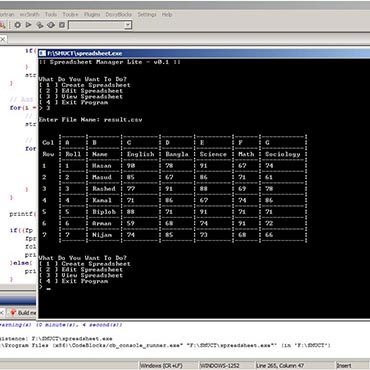 Fortran wxSmith Tools Tools+ Plugins DoxyBlocks Settings Help
F:\SMUCT\spreadsheet.exe
:: Spreadsheet Manager Lite - v0.1 ::
What Do You Want To Do?
[ 1 ] Create Spreadsheet
[ 2 ] Edit Spreadsheet
[ 3 ] View Spreadsheet
[ 4 ] Exit Program
> 3
Enter File Name: result.csv
Col A B C D E F G
Row Roll Name English Bangla Science Math Sociology
1 1 Hasan 90 78 91 67 74
2 2 Masud 85 67 86 71 61
3 3 Rashed 77 91 88 69 78
4 4 Kamal 71 86 67 74 86
5 5 Biplob 88 71 91 71 71
6 6 Arman 59 68 74 91 72
7 7 Nijam 74 85 73 68 66
What Do You Want To Do?
[ 1 ] Create Spreadsheet
[ 2 ] Edit Spreadsheet
[ 3 ] View Spreadsheet
[ 4 ] Exit Program
> _
if(
str
}
for(i =
for
str
}
printf(
if((fp
}else{
pri
Build me
warning(s) (0 minute(s), 4 second(s))
istence: F:\SMUCT\spreadsheet.exe
\Program Files (x86)\CodeBlocks/cb_console_runner.exe" "F:\SMUCT\spreadsheet.exe" (in "F:\SMUCT")
Windows (CR+LF) WINDOWS-1252 Line 265, Column 47 Insert